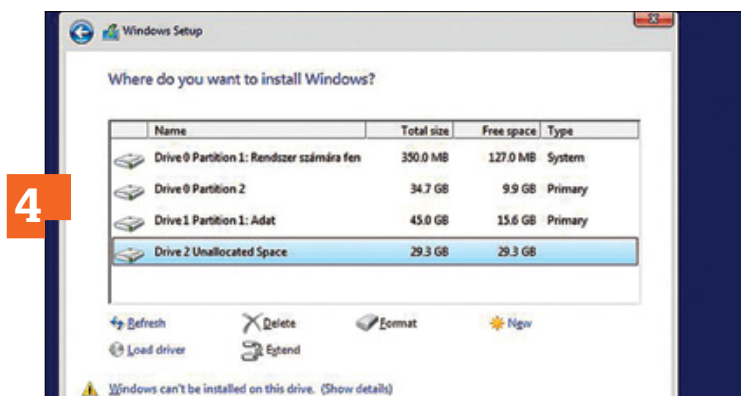 Windows Setup
Where do you want to install Windows?
Name Total size Free space Type
Drive 0 Partition 1: Rendszer számára fen 350.0 MB 127.0 MB System
Drive 0 Partition 2 34.7 GB 9.9 GB Primary
4
Drive 1 Partition 1: Adat 45.0 GB 15.6 GB Primary
Drive 2 Unallocated Space 29.3 GB 29.3 GB
Refresh Delete Format New
Load driver Extend
Windows can't be installed on this drive. (Show details)